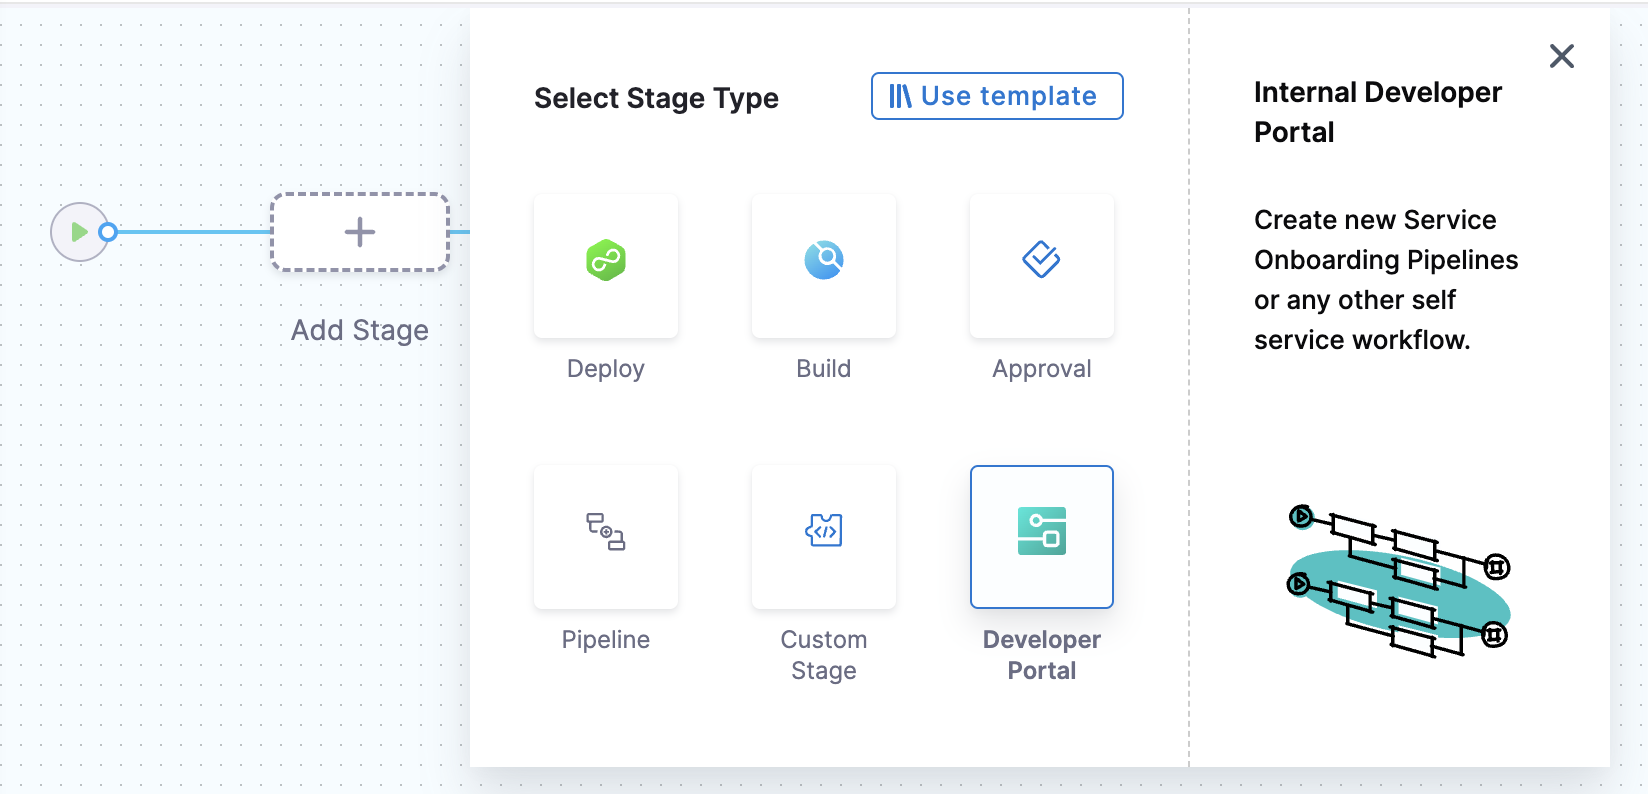 Select Stage Type
Use template
Internal Developer
Portal
Create new Service
Onboarding Pipelines
or any other self
service workflow.
Add Stage
Deploy
Build
Approval
Pipeline
Custom
Stage
Developer
Portal